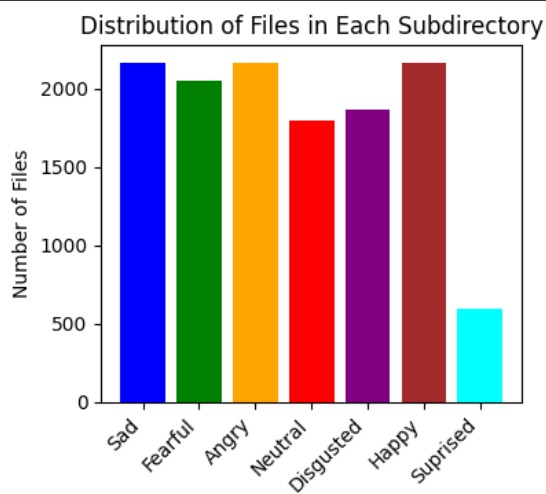 Distribution of Files in Each Subdirectory
Number of Files
2000
1500
1000
500
0
Sad
Fearful
Angry
Neutral
Disgusted
Happy
Suprised